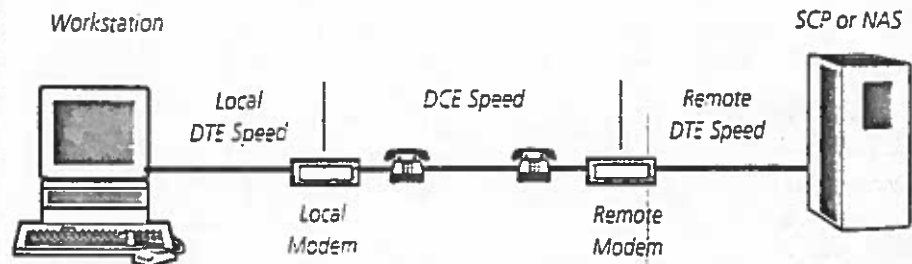 Workstation
SCP or NAS
Local
DTE Speed
DCE Speed
Remote
DTE Speed
Local
Modem
Remote
Modem